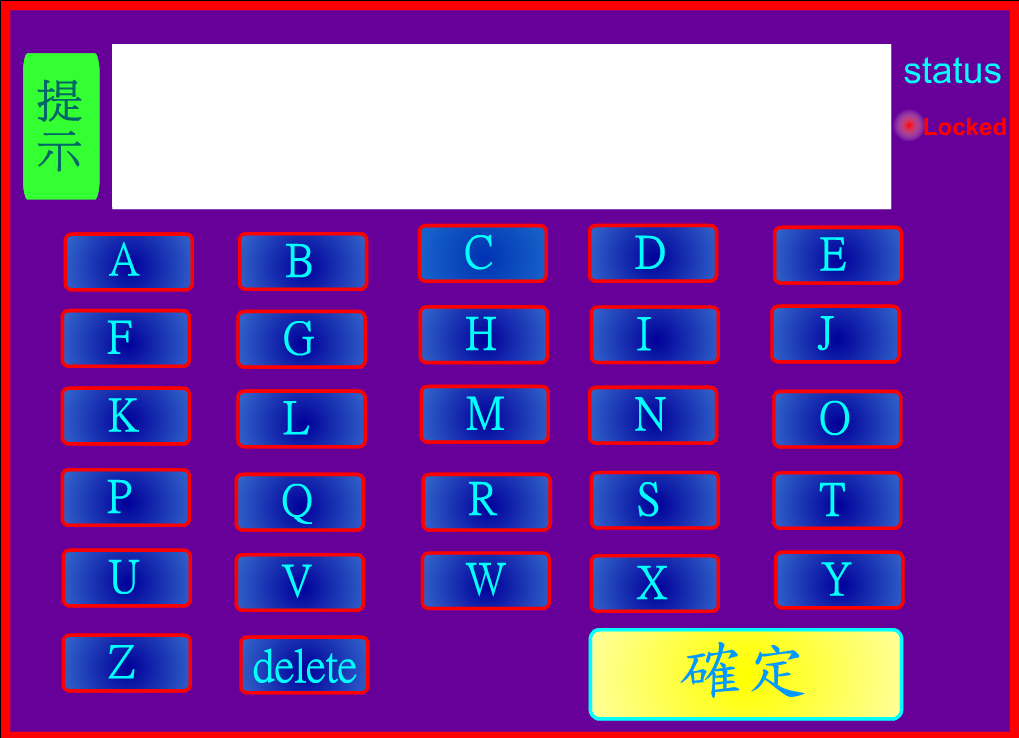 提
示
status
Locked
A B C D E
F G H I J
K L M N O
P Q R S T
U V W X Y
Z delete 確定